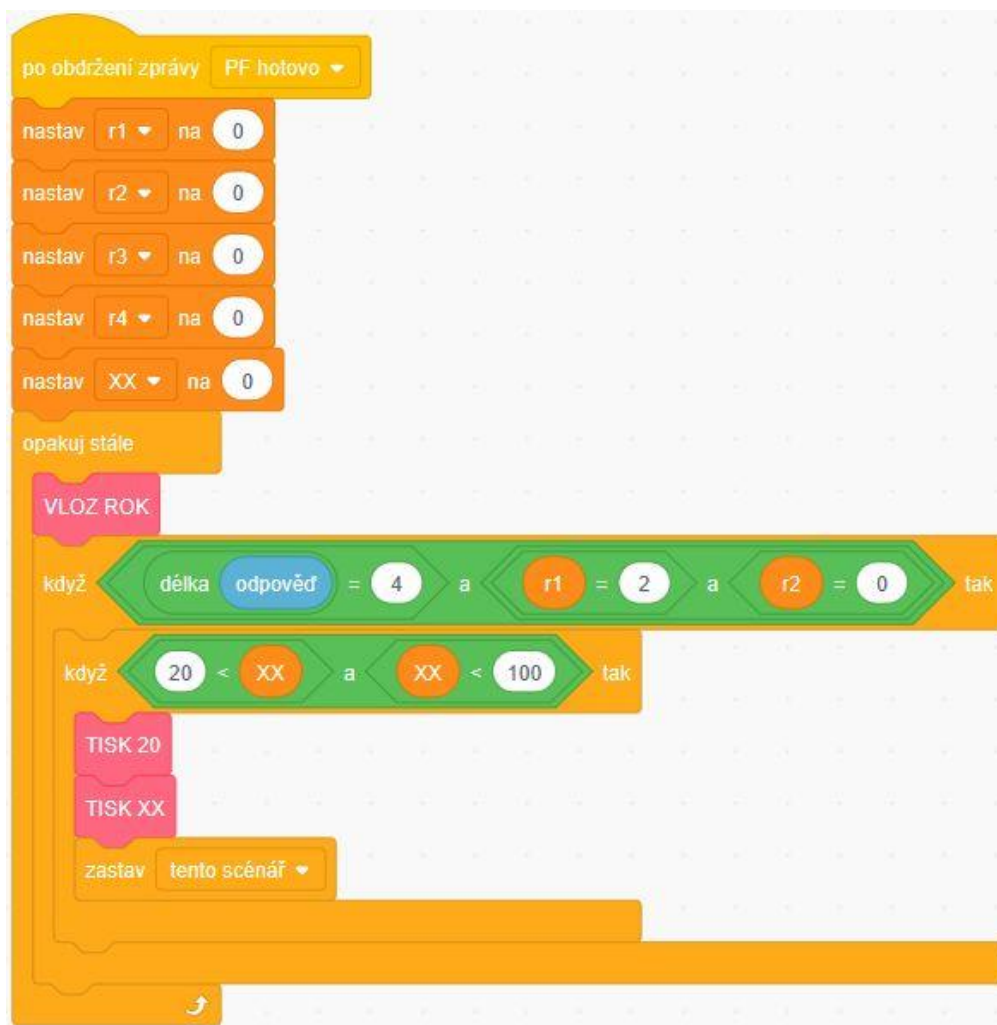 po obdržení zprávy PF hotovo
nastav r1 na 0
nastav r2 na 0
nastav r3 na 0
nastav r4 na 0
nastav XX na 0
opakuj stále
VLOZ ROK
když délka odpověď = 4 a r1 = 2 a r2 = 0 tak
když 20 < XX a XX < 100 tak
TISK 20
TISK XX
zastav tento scénář